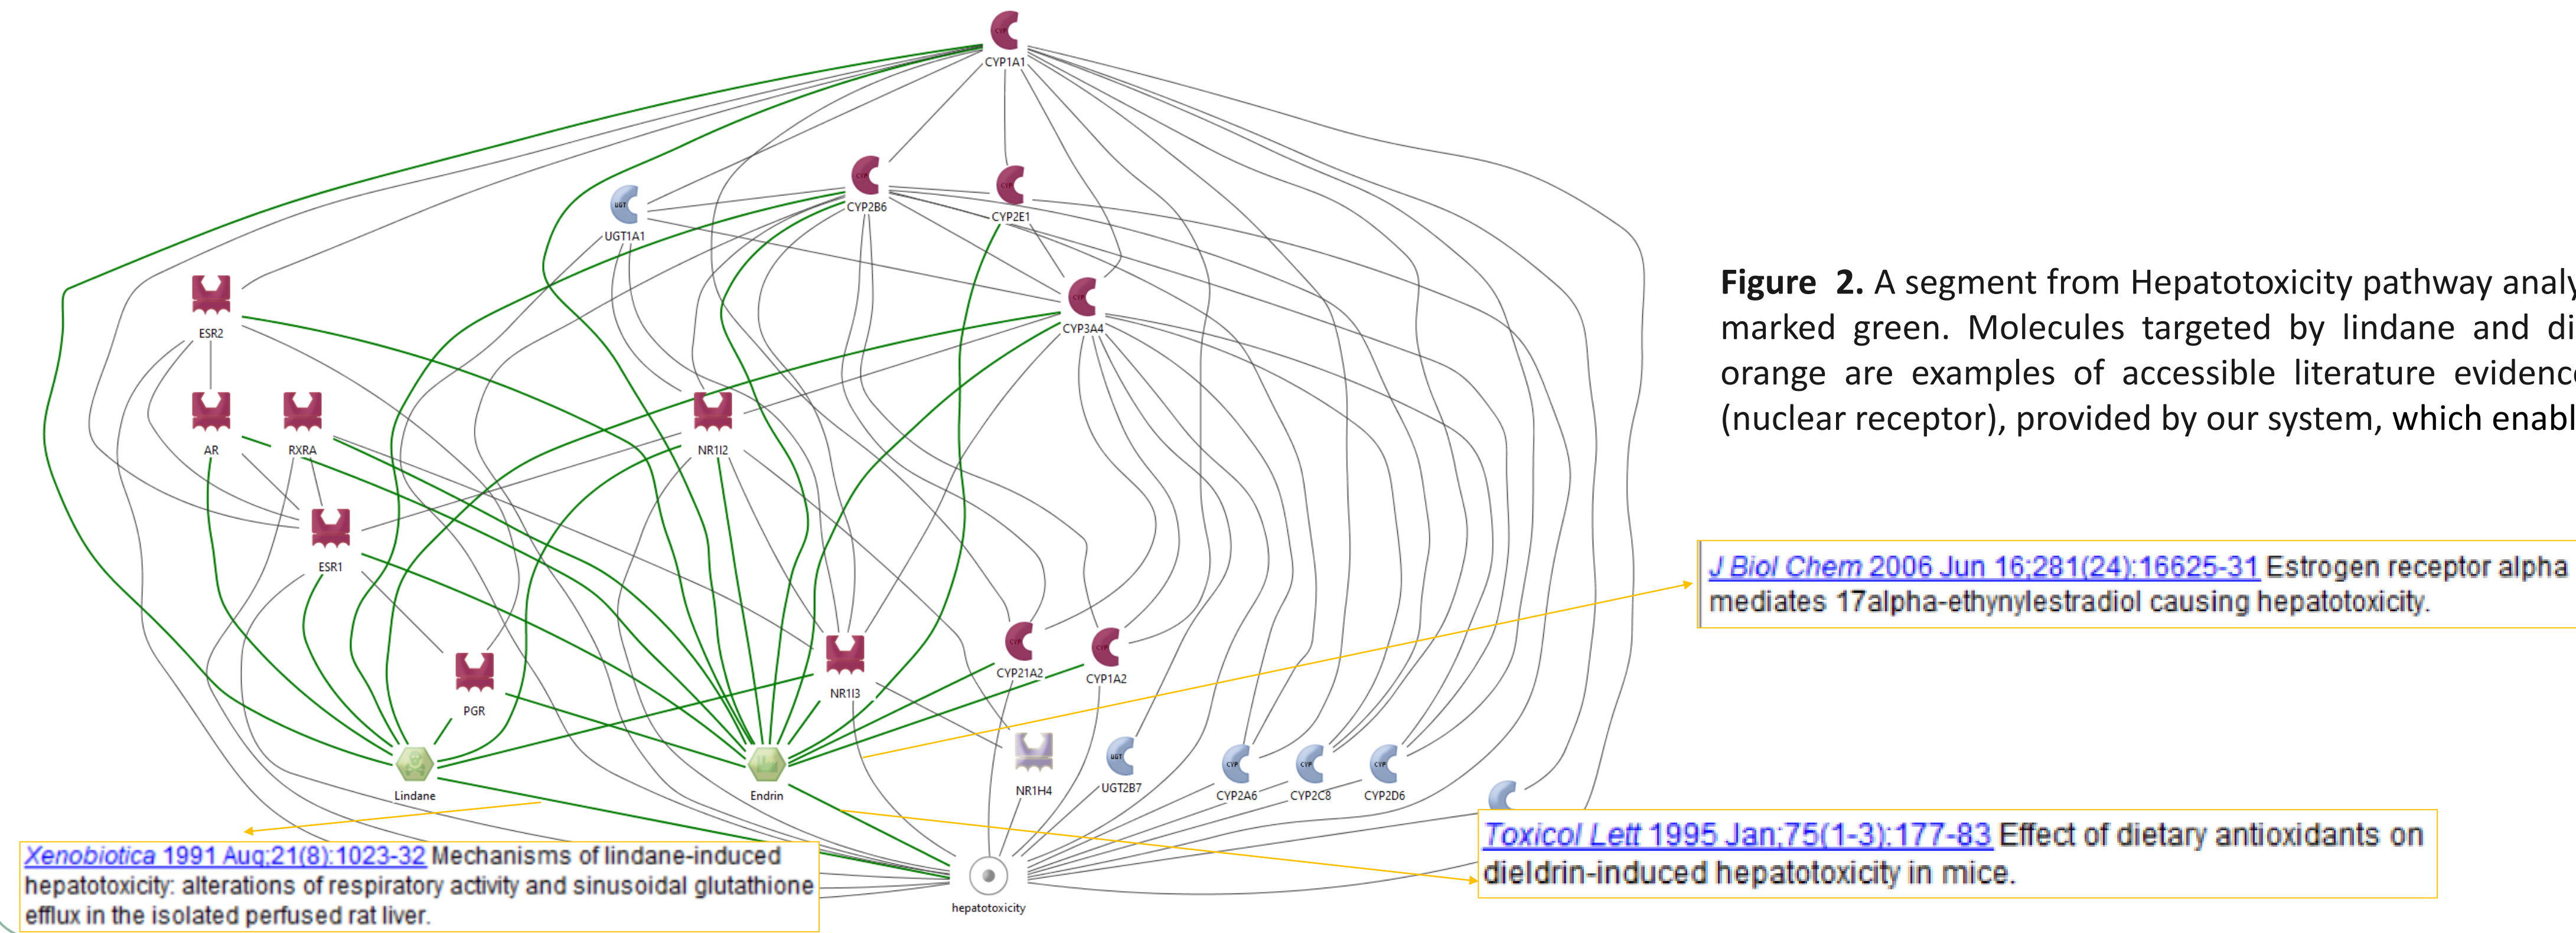 CYP1A1
CYP2B6
CYP2E1
UGT1A1
CYP3A4
ESR2
AR
RXRA
NR1I2
ESR1
PGR
NR1I3
CYP21A2
CYP1A2
Lindane
Endrin
NR1H4
UGT2B7
CYP2A6
CYP2C8
CYP2D6
hepatotoxicity
Figure 2. A segment from Hepatotoxicity pathway analy
marked green. Molecules targeted by lindane and di
orange are examples of accessible literature evidenc
(nuclear receptor), provided by our system, which enabl
J Biol Chem 2006 Jun 16;281(24):16625-31 Estrogen receptor alpha
mediates 17alpha-ethynylestradiol causing hepatotoxicity.
Toxicol Lett 1995 Jan;75(1-3):177-83 Effect of dietary antioxidants on
dieldrin-induced hepatotoxicity in mice.
Xenobiotica 1991 Aug;21(8):1023-32 Mechanisms of lindane-induced
hepatotoxicity: alterations of respiratory activity and sinusoidal glutathione
efflux in the isolated perfused rat liver.